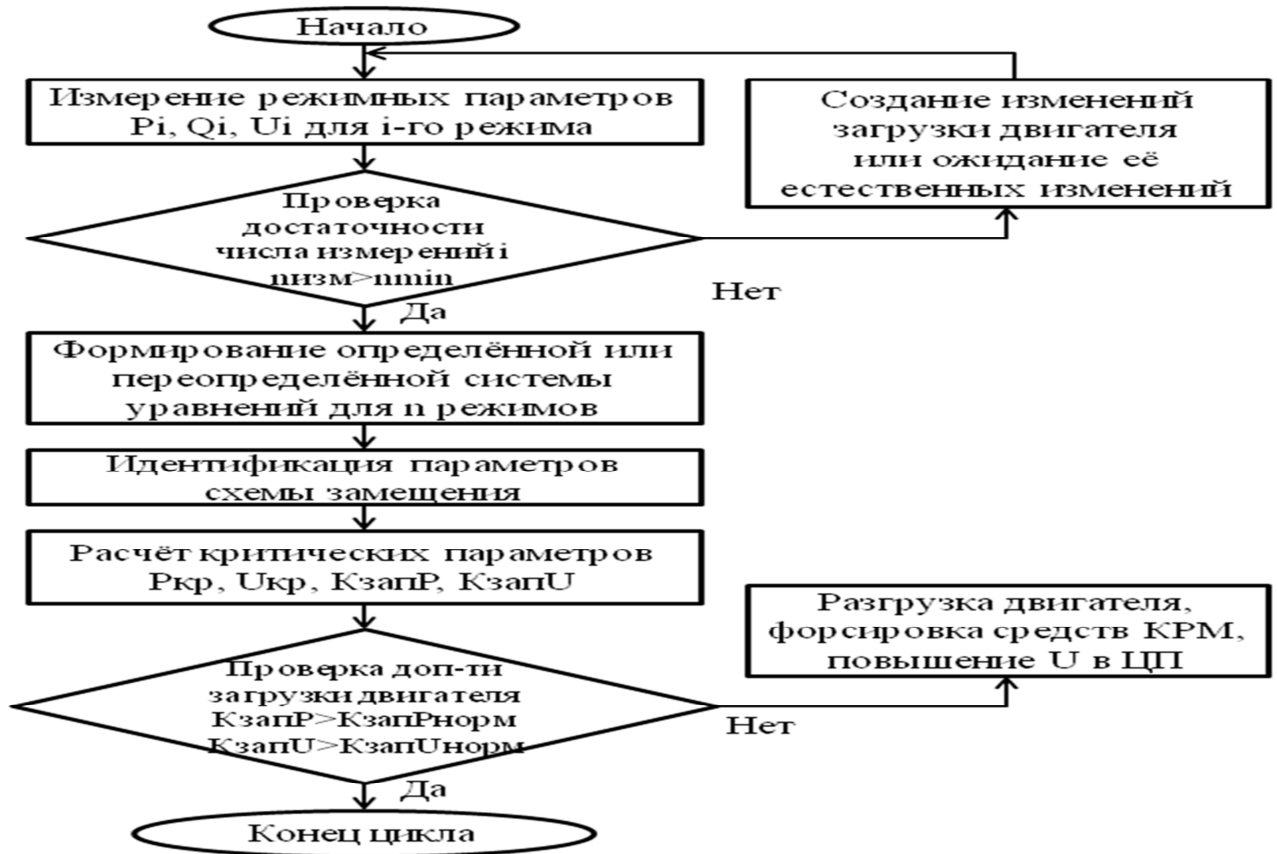 Начало
Измерение режимных параметров
Pi, Qi, Ui для i-го режима
Создание изменений
загрузки двигателя
или ожидание её
естественных изменений
Проверка
достаточности
числа измерений i
nизм>nmin
Нет
Да
Формирование определённой или
переопределённой системы
уравнений для n режимов
Идентификация параметров
схемы замещения
Расчёт критических параметров
Pкр, Uкр, КзапP, КзапU
Разгрузка двигателя,
форсировка средств КРМ,
повышение U в ЦП
Проверка доп-ти
загрузки двигателя
КзапP>КзапPнорм
КзапU>КзапUнорм
Нет
Да
Конец цикла